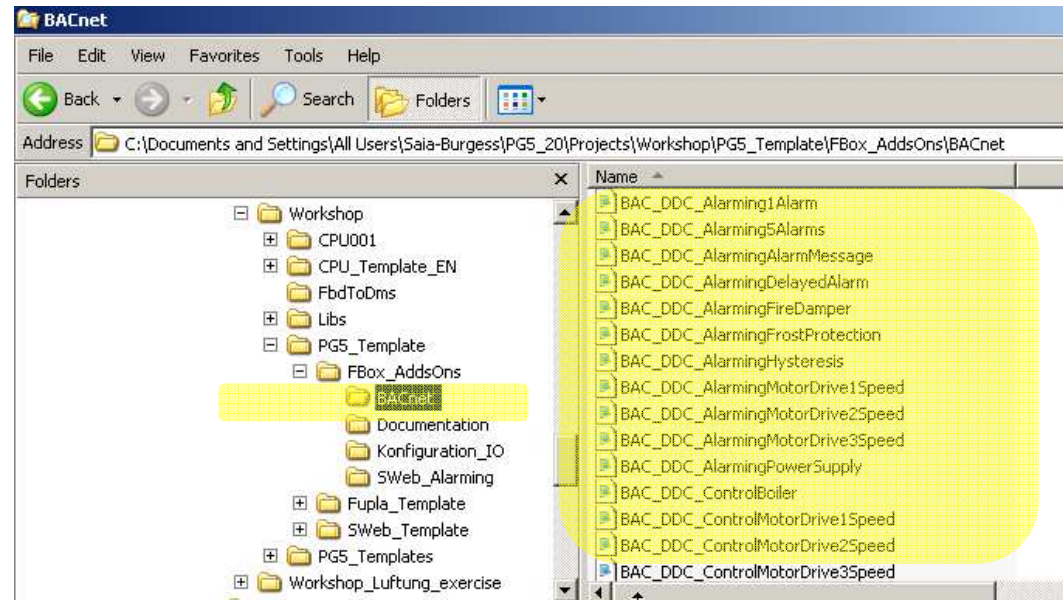 BACnet
File Edit View Favorites Tools Help
Back Search Folders
Address C:\Documents and Settings\All Users\Saia-Burgess\PG5_20\Projects\Workshop\PG5_Template\FBox_AddsOns\BACnet
Folders
Workshop
CPU001
CPU_Template_EN
FbdToDms
Libs
PG5_Template
FBox_AddsOns
BACnet
Documentation
Konfiguration_IO
SWeb_Alarming
Fupla_Template
SWeb_Template
PG5_Templates
Workshop_Luftung_exercise
Name
BAC_DDC_Alarming1Alarm
BAC_DDC_Alarming5Alarms
BAC_DDC_AlarmingAlarmMessage
BAC_DDC_AlarmingDelayedAlarm
BAC_DDC_AlarmingFireDamper
BAC_DDC_AlarmingFrostProtection
BAC_DDC_AlarmingHysteresis
BAC_DDC_AlarmingMotorDrive1Speed
BAC_DDC_AlarmingMotorDrive2Speed
BAC_DDC_AlarmingMotorDrive3Speed
BAC_DDC_AlarmingPowerSupply
BAC_DDC_ControlBoiler
BAC_DDC_ControlMotorDrive1Speed
BAC_DDC_ControlMotorDrive2Speed
BAC_DDC_ControlMotorDrive3Speed